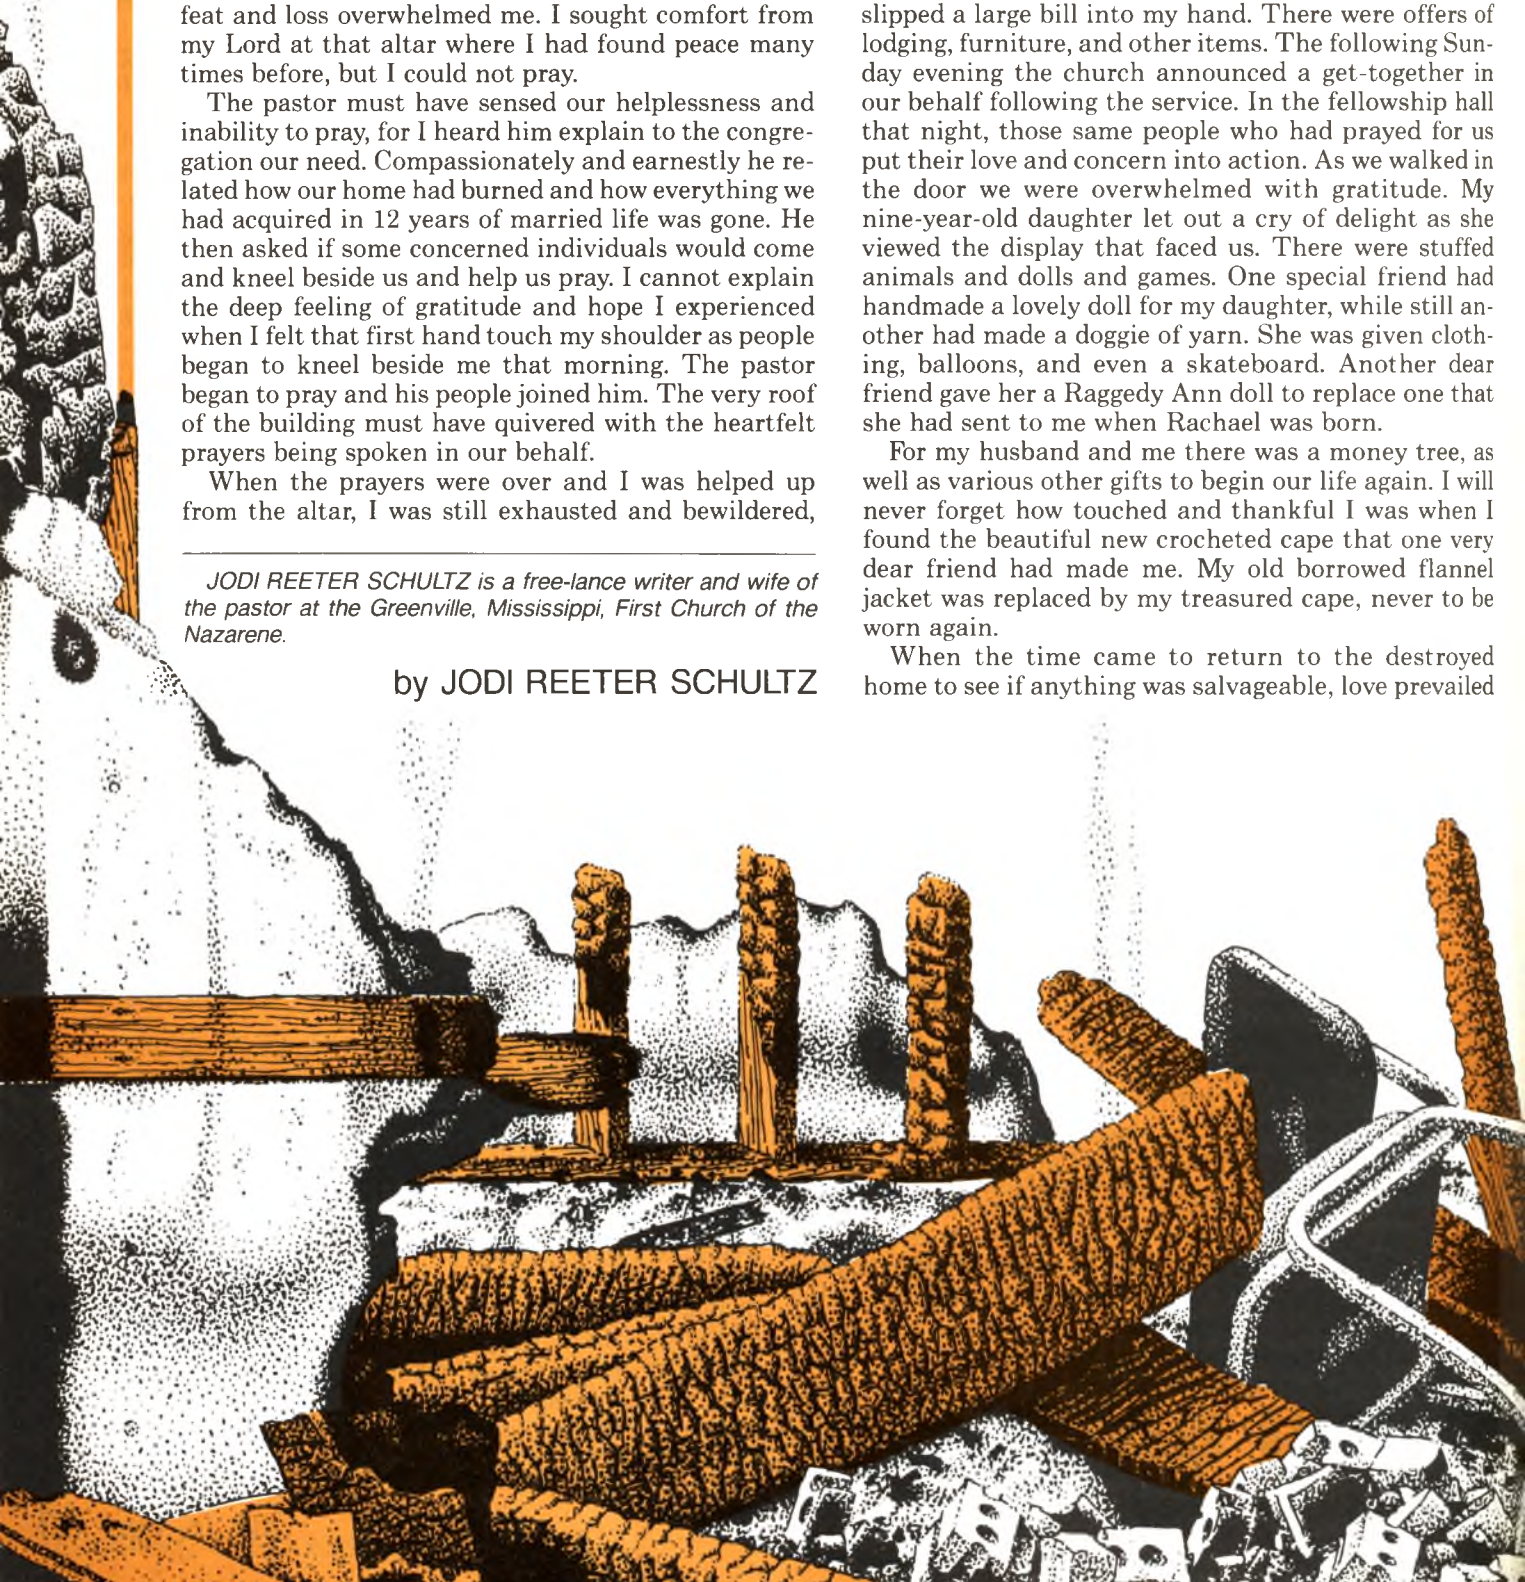 feat and loss overwhelmed me. I sought comfort from
my Lord at that altar where I had found peace many
times before, but I could not pray.
The pastor must have sensed our helplessness and
inability to pray, for I heard him explain to the congre-
gation our need. Compassionately and earnestly he re-
lated how our home had burned and how everything we
had acquired in 12 years of married life was gone. He
then asked if some concerned individuals would come
and kneel beside us and help us pray. I cannot explain
the deep feeling of gratitude and hope I experienced
when I felt that first hand touch my shoulder as people
began to kneel beside me that morning. The pastor
began to pray and his people joined him. The very roof
of the building must have quivered with the heartfelt
prayers being spoken in our behalf.
When the prayers were over and I was helped up
from the altar, I was still exhausted and bewildered,
JODI REETER SCHULTZ is a free-lance writer and wife of
the pastor at the Greenville, Mississippi, First Church of the
Nazarene.
by JODI REETER SCHULTZ
slipped a large bill into my hand. There were offers of
lodging, furniture, and other items. The following Sun-
day evening the church announced a get-together in
our behalf following the service. In the fellowship hall
that night, those same people who had prayed for us
put their love and concern into action. As we walked in
the door we were overwhelmed with gratitude. My
nine-year-old daughter let out a cry of delight as she
viewed the display that faced us. There were stuffed
animals and dolls and games. One special friend had
handmade a lovely doll for my daughter, while still an-
other had made a doggie of yarn. She was given cloth-
ing, balloons, and even a skateboard. Another dear
friend gave her a Raggedy Ann doll to replace one that
she had sent to me when Rachael was born.
For my husband and me there was a money tree, as
well as various other gifts to begin our life again. I will
never forget how touched and thankful I was when I
found the beautiful new crocheted cape that one very
dear friend had made me. My old borrowed flannel
jacket was replaced by my treasured cape, never to be
worn again.
When the time came to return to the destroyed
home to see if anything was salvageable, love prevailed